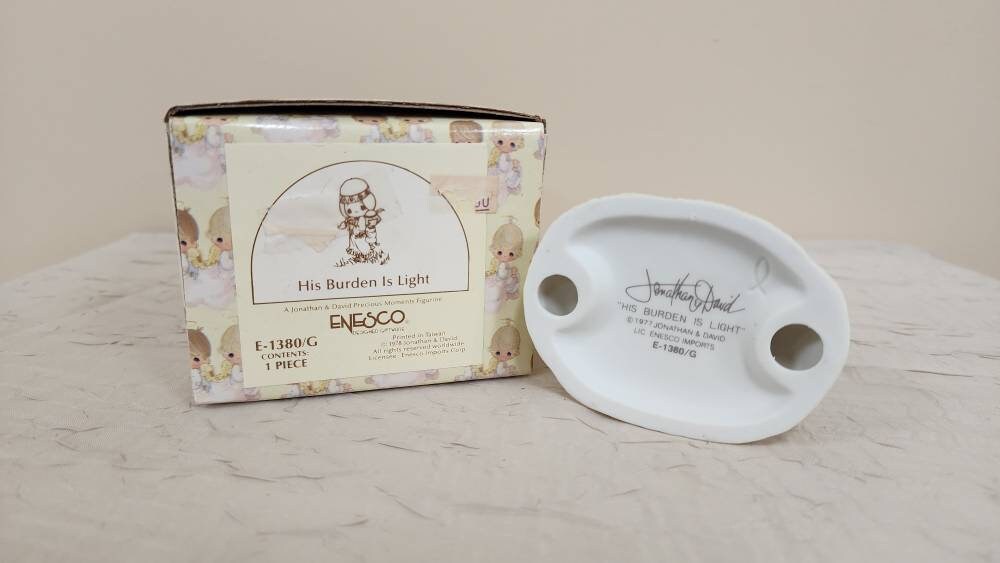 His Burden Is Light
A Jonathan & David Precious Moments Figurine
ENESCO
DESIGNED GIFTWARE
E-1380/G
CONTENTS:
1 PIECE
Printed in Taiwan
© 1978 Jonathan & David
All rights reserved worldwide
Licensee - Enesco Imports Corp.
Jonathan & David
"HIS BURDEN IS LIGHT"
© 1977 JONATHAN & DAVID
LIC. ENESCO IMPORTS
E-1380/G